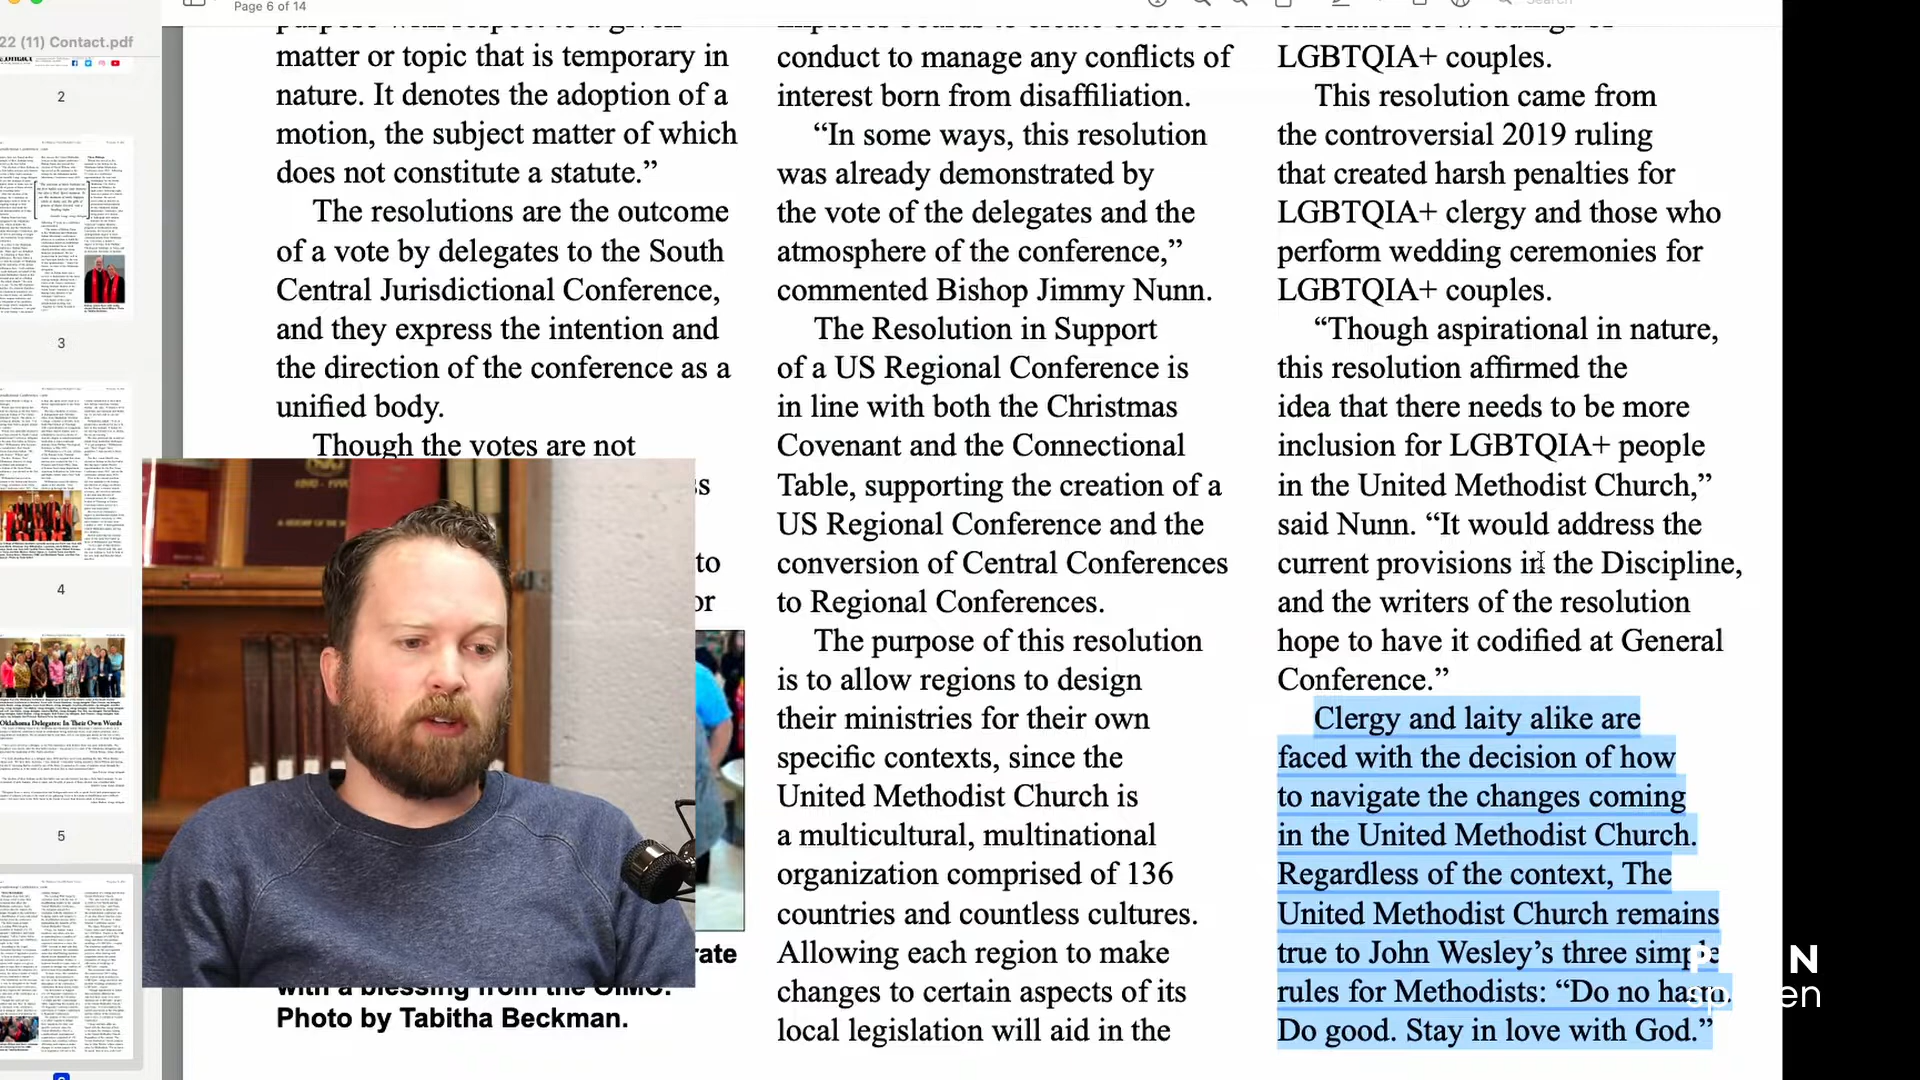 Page 6 of 14
Search
22 (11) Contact.pdf
2
3
4
Oklahoma Delegates: In Their Own Words
5
matter or topic that is temporary in
nature. It denotes the adoption of a
motion, the subject matter of which
does not constitute a statute.”
The resolutions are the outcome
of a vote by delegates to the South
Central Jurisdictional Conference,
and they express the intention and
the direction of the conference as a
unified body.
Though the votes are not
to
or
with a blessing from the
Photo by Tabitha Beckman.
conduct to manage any conflicts of
interest born from disaffiliation.
“In some ways, this resolution
was already demonstrated by
the vote of the delegates and the
atmosphere of the conference,”
commented Bishop Jimmy Nunn.
The Resolution in Support
of a US Regional Conference is
in line with both the Christmas
Covenant and the Connectional
Table, supporting the creation of a
US Regional Conference and the
conversion of Central Conferences
to Regional Conferences.
The purpose of this resolution
is to allow regions to design
their ministries for their own
specific contexts, since the
United Methodist Church is
a multicultural, multinational
organization comprised of 136
countries and countless cultures.
Allowing each region to make
changes to certain aspects of its
local legislation will aid in the
LGBTQIA+ couples.
This resolution came from
the controversial 2019 ruling
that created harsh penalties for
LGBTQIA+ clergy and those who
perform wedding ceremonies for
LGBTQIA+ couples.
“Though aspirational in nature,
this resolution affirmed the
idea that there needs to be more
inclusion for LGBTQIA+ people
in the United Methodist Church,”
said Nunn. “It would address the
current provisions in the Discipline,
and the writers of the resolution
hope to have it codified at General
Conference.”
Clergy and laity alike are
faced with the decision of how
to navigate the changes coming
in the United Methodist Church.
Regardless of the context, The
United Methodist Church remains
true to John Wesley’s three simple
rules for Methodists: “Do no harm.
Do good. Stay in love with God.”